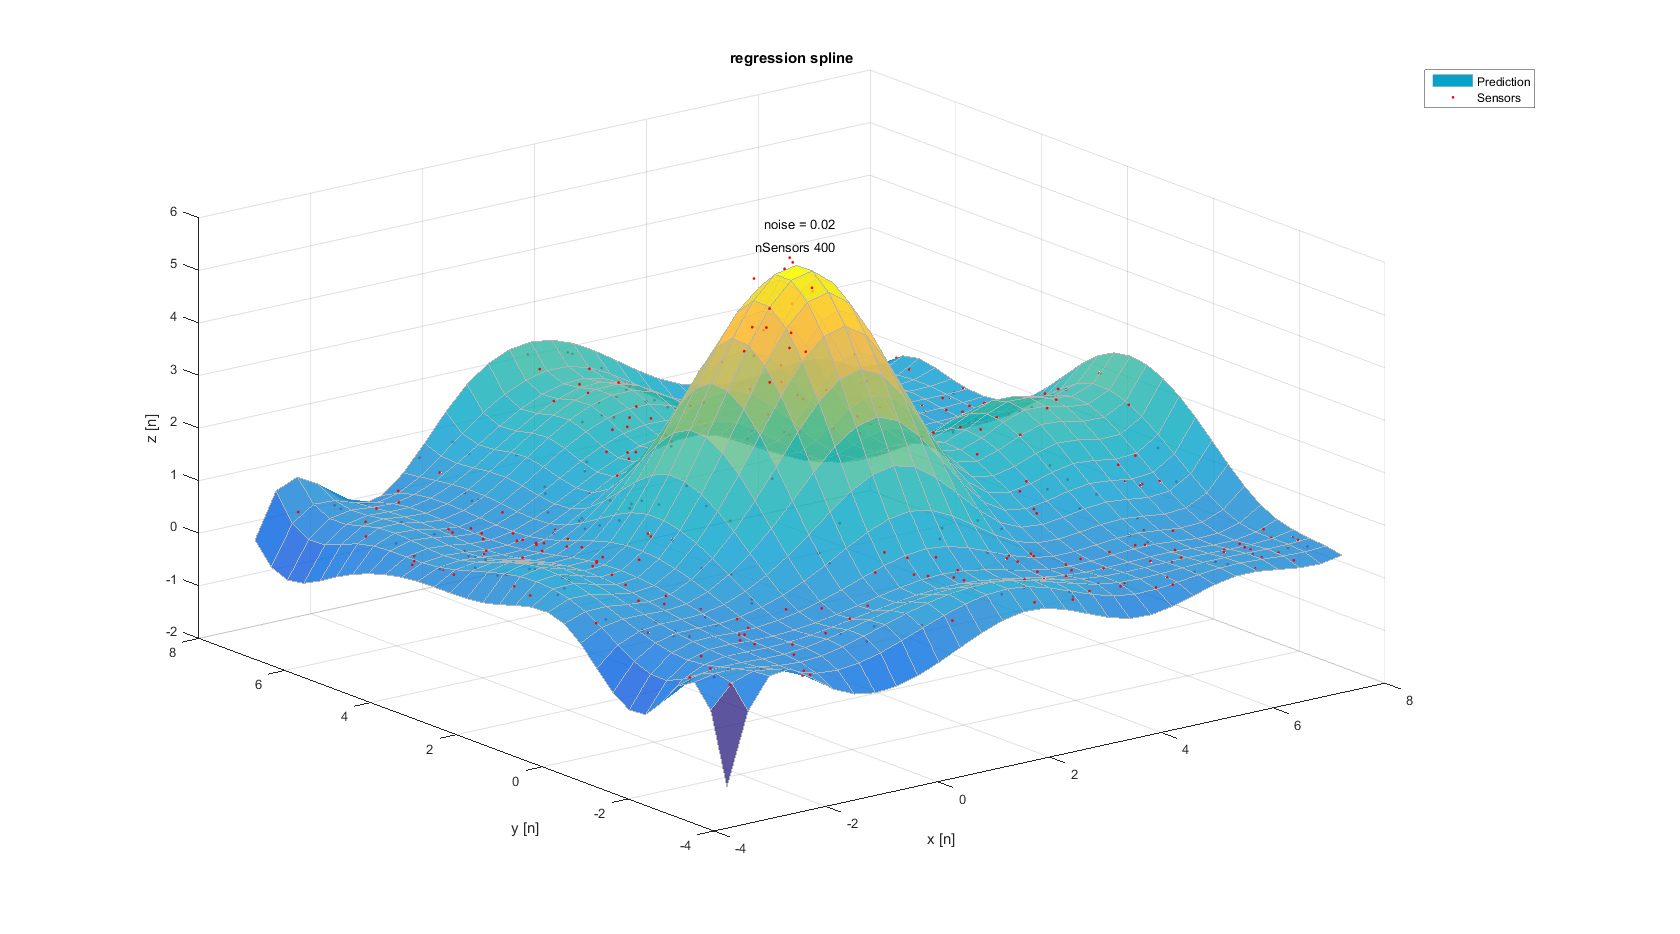 regression spline
Prediction
Sensors
noise = 0.02
nSensors 400
6
5
4
3
2
1
0
-1
-2
z [n]
8
6
4
2
0
-2
-4
y [n]
-4
-2
0
2
4
6
8
x [n]